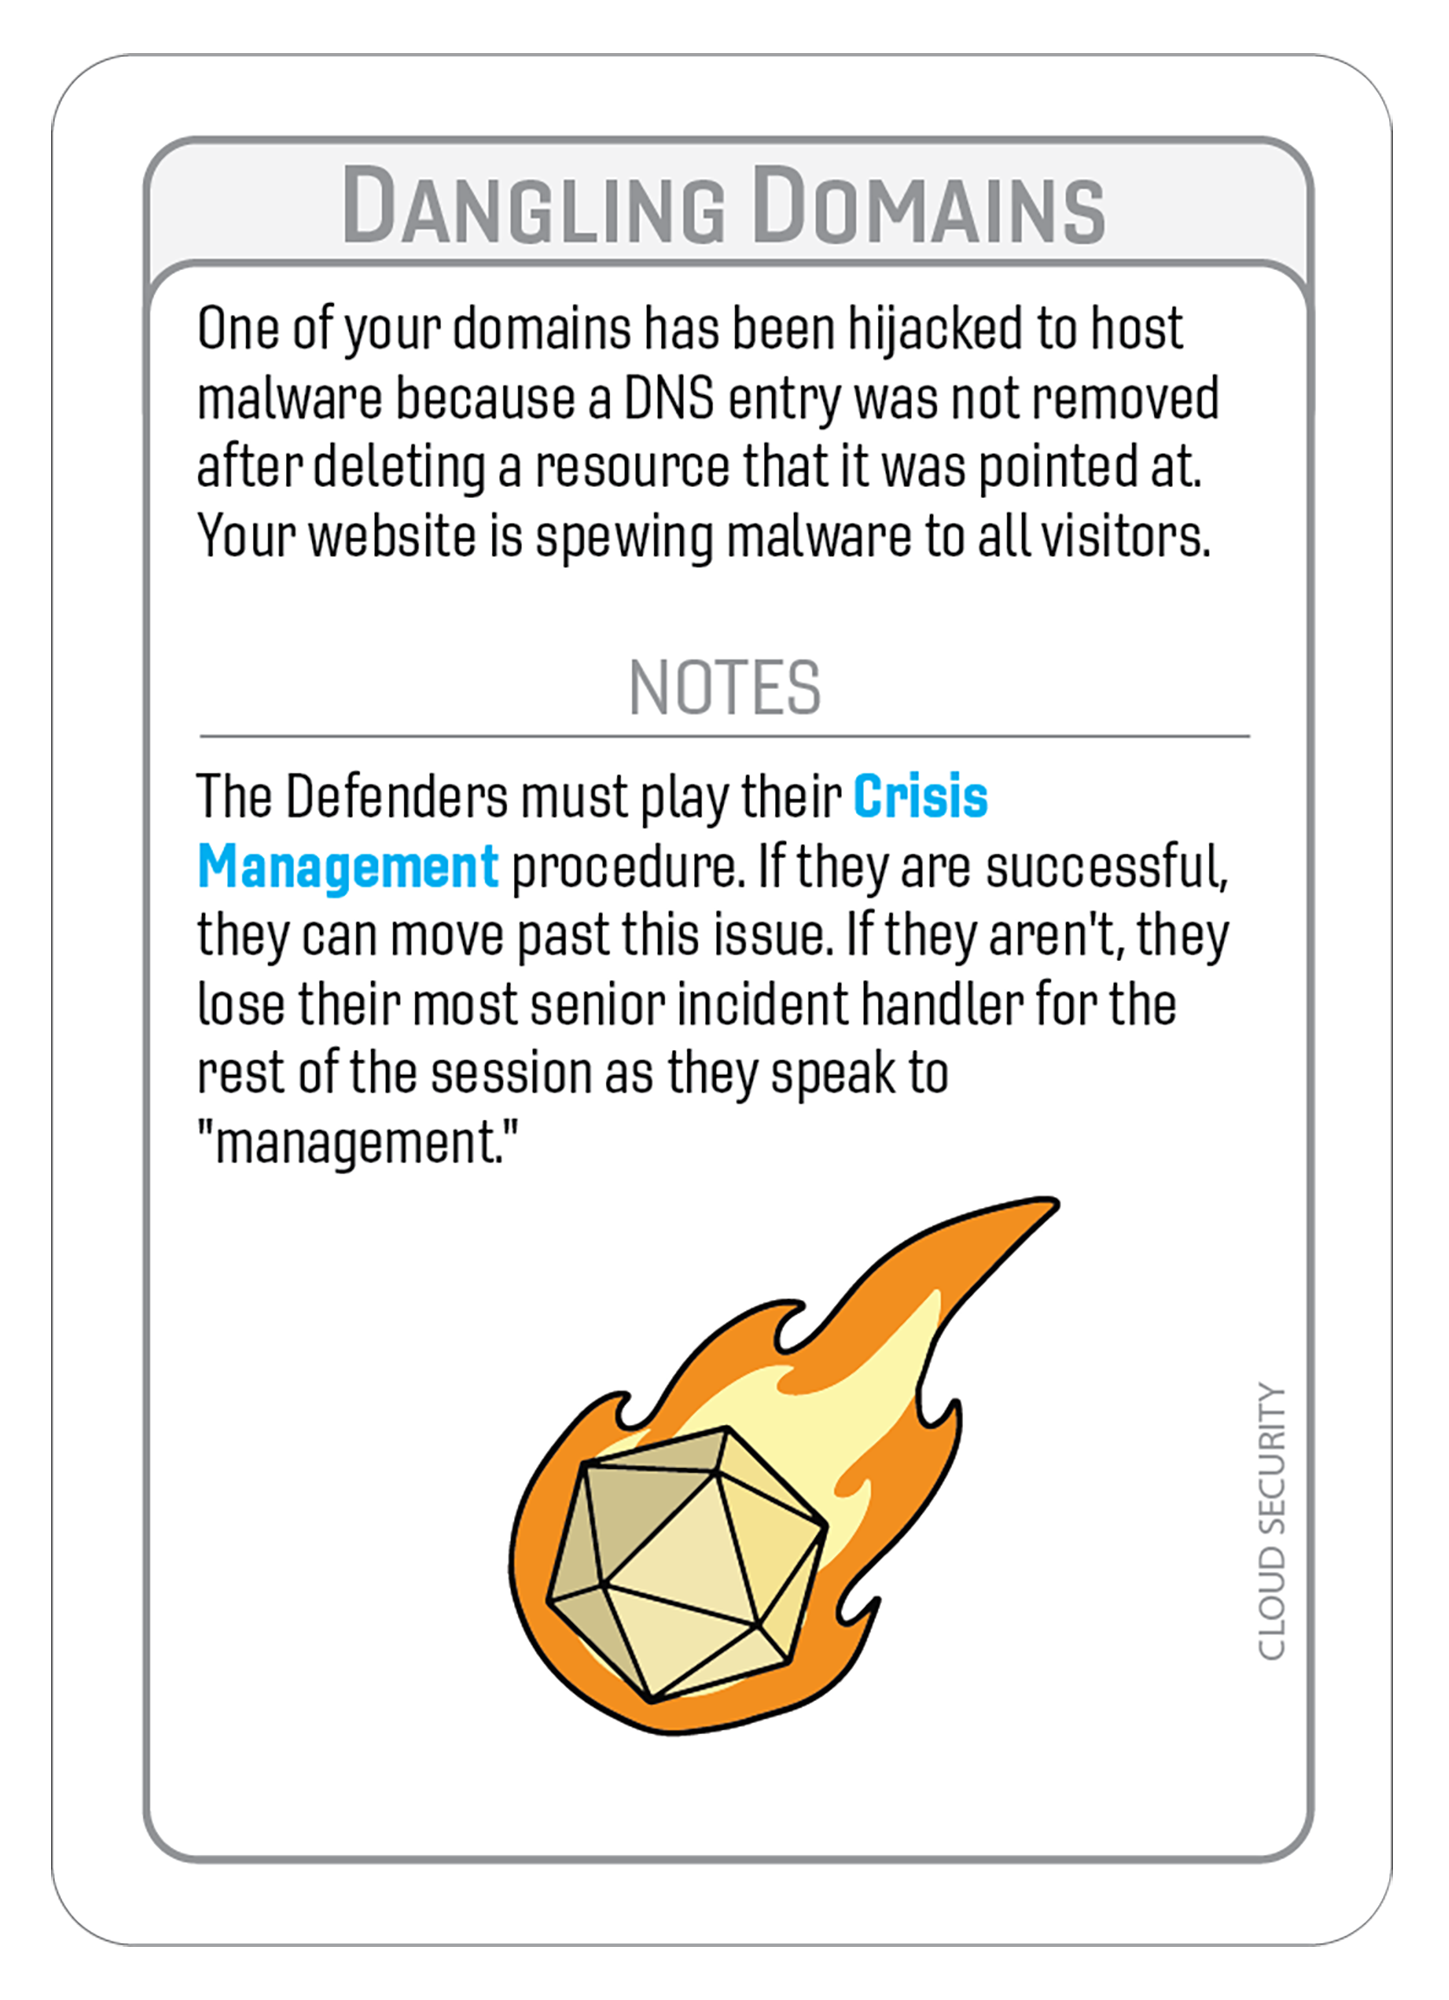 DANGLING DOMAINS
One of your domains has been hijacked to host
malware because a DNS entry was not removed
after deleting a resource that it was pointed at.
Your website is spewing malware to all visitors.
NOTES
The Defenders must play their Crisis
Management procedure. If they are successful,
they can move past this issue. If they aren't, they
lose their most senior incident handler for the
rest of the session as they speak to
"management."
CLOUD SECURITY